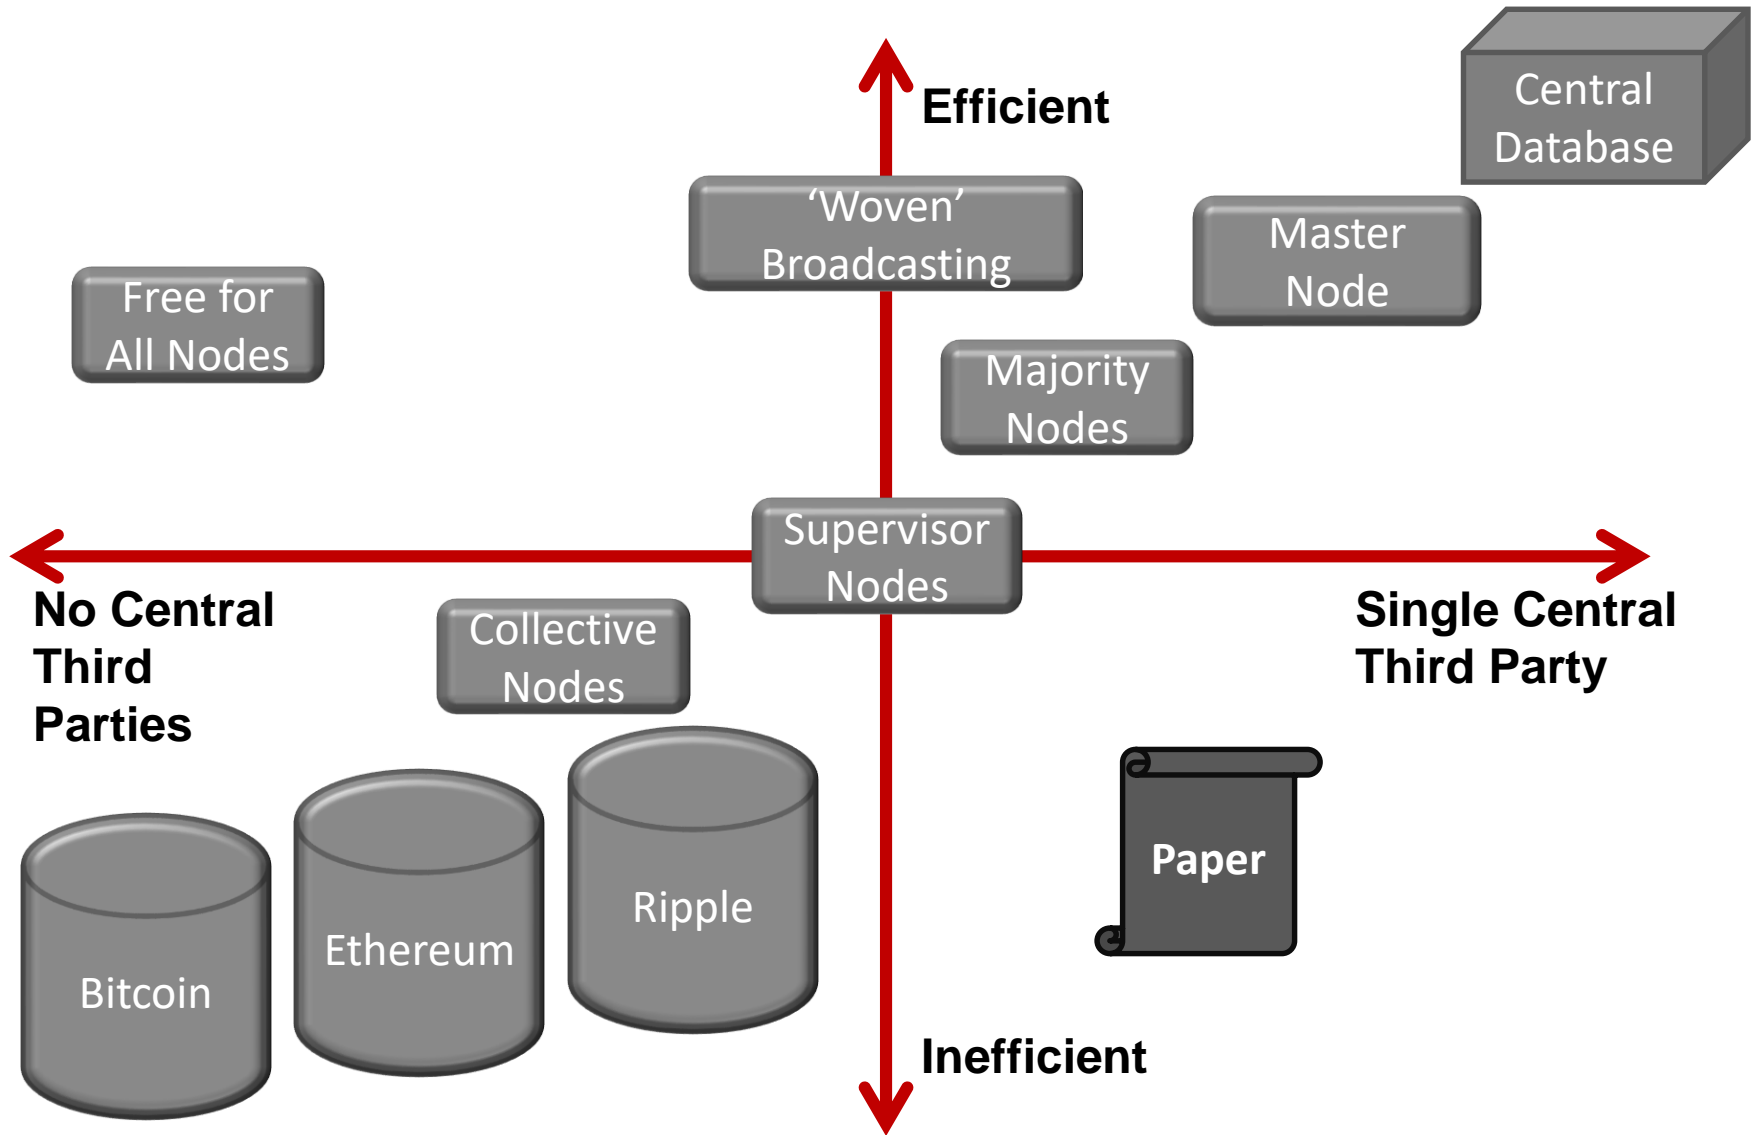 Efficient
Central
Database
‘Woven’
Broadcasting
Master
Node
Free for
All Nodes
Majority
Nodes
Supervisor
Nodes
No Central
Third
Parties
Single Central
Third Party
Collective
Nodes
Paper
Ripple
Ethereum
Bitcoin
Inefficient